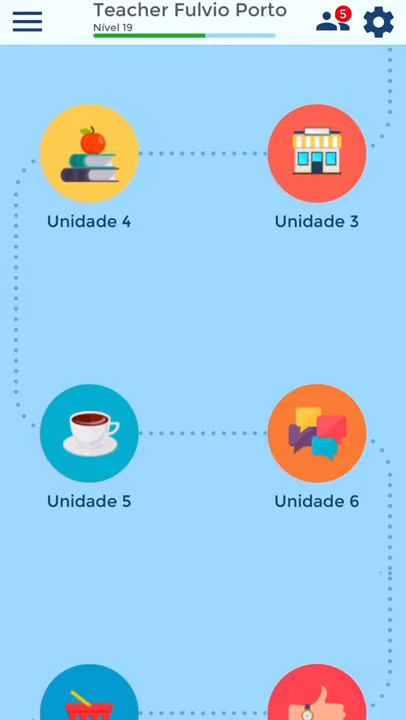 Teacher Fulvio Porto
Nível 19
5
Unidade 4
Unidade 3
Unidade 5
Unidade 6